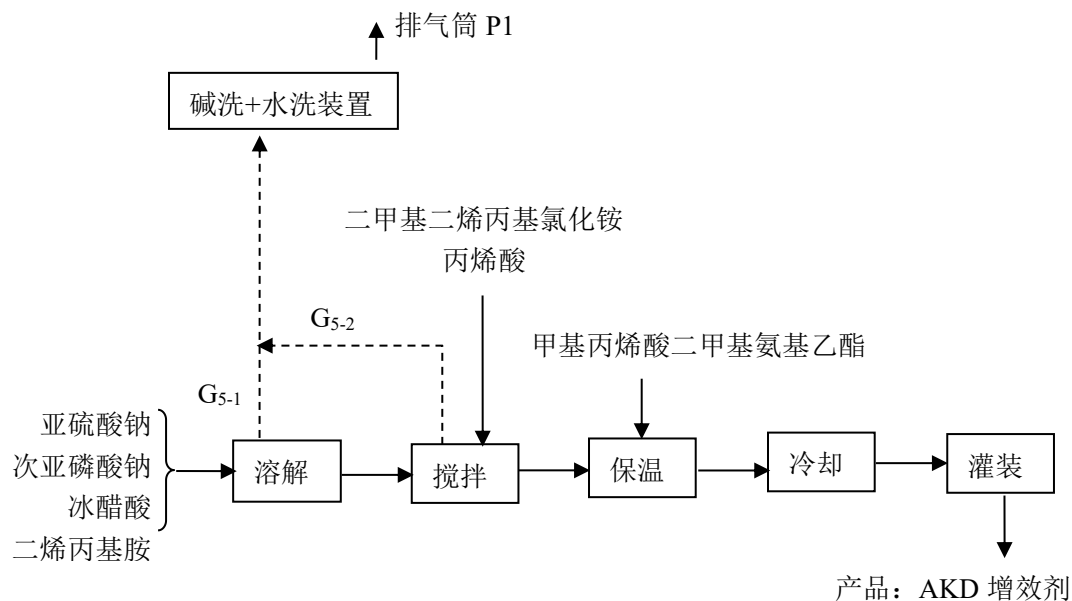 排气筒 P1
碱洗+水洗装置
二甲基二烯丙基氯化铵
丙烯酸
G5-2
甲基丙烯酸二甲基氨基乙酯
G5-1
亚硫酸钠
次亚磷酸钠
冰醋酸
二烯丙基胺
溶解
搅拌
保温
冷却
灌装
产品：AKD 增效剂